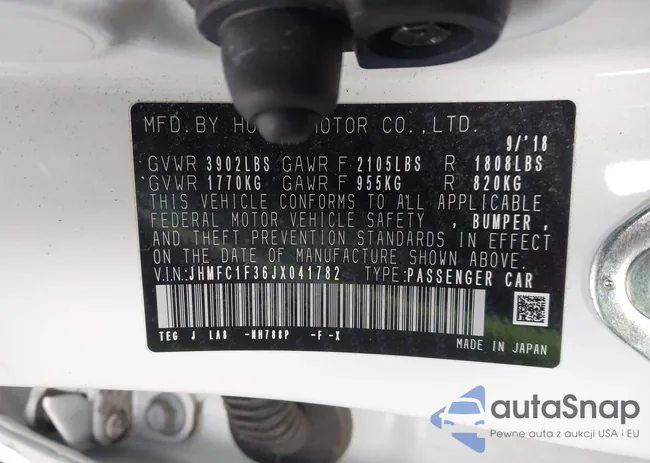 MFD.BY HO MOTOR CO.,LTD.
9/'18
GVWR 3902LBS GAWR F 2105LBS R 1808LBS
GVWR 1770KG GAWR F 955KG R 820KG
THIS VEHICLE CONFORMS TO ALL APPLICABLE
FEDERAL MOTOR VEHICLE SAFETY , BUMPER ,
AND THEFT PREVENTION STANDARDS IN EFFECT
ON THE DATE OF MANUFACTURE SHOWN ABOVE.
V.IN:JHMFC1F36JX041782 TYPE:PASSENGER CAR
TEG J LA8 -NH788P -F-X
MADE IN JAPAN
autaSnap
Pewne auta z aukcji USA i EU